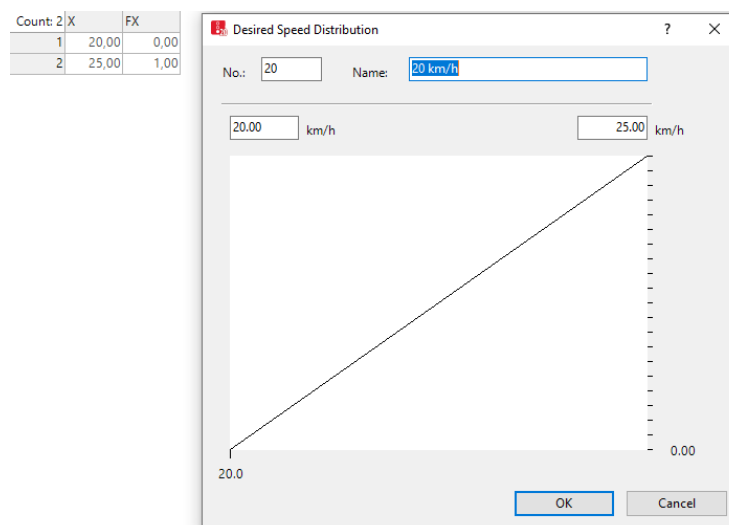 Count: 2 X FX
1 20,00 0,00
2 25,00 1,00
Desired Speed Distribution ? ×
No.: 20 Name: 20 km/h
20.00 km/h 25.00 km/h
0.00
20.0
OK Cancel